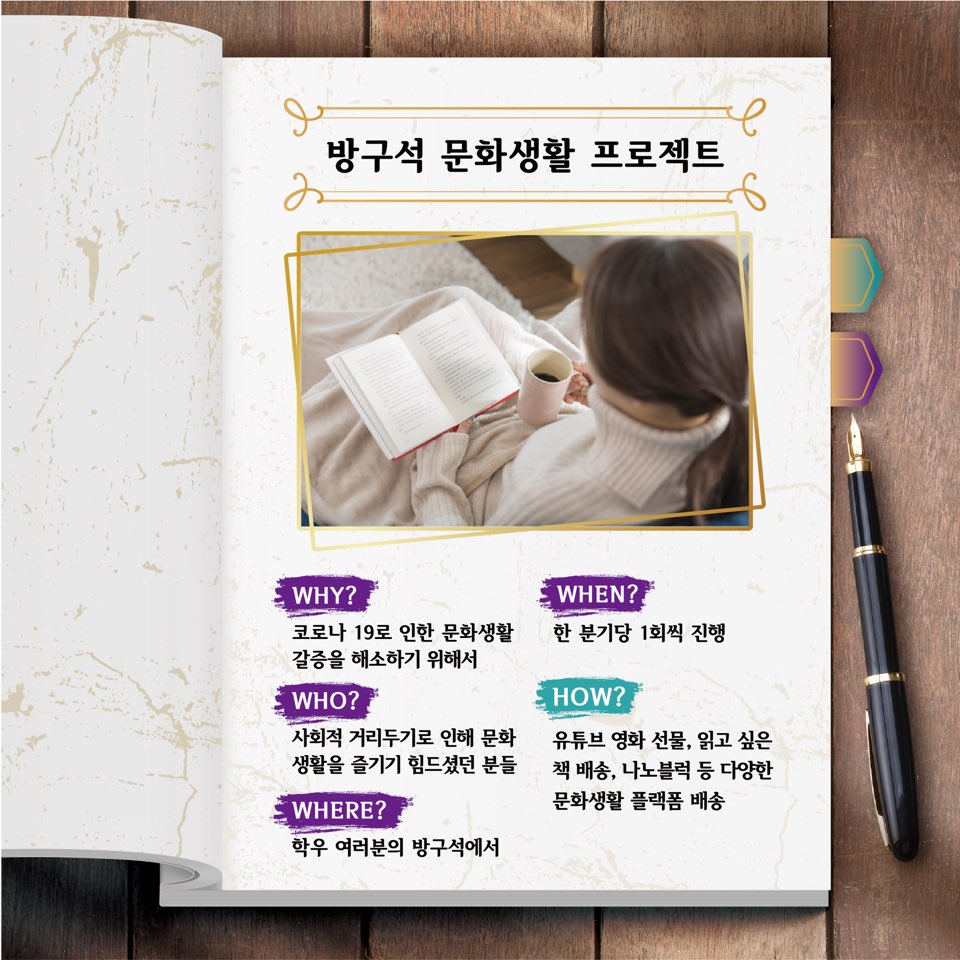 방구석 문화생활 프로젝트
WHY?
코로나 19로 인한 문화생활
갈증을 해소하기 위해서
WHO?
사회적 거리두기로 인해 문화
생활을 즐기기 힘드셨던 분들
WHERE?
학우 여러분의 방구석에서
WHEN?
한 분기당 1회씩 진행
HOW?
유튜브 영화 선물, 읽고 싶은
책 배송, 나노블럭 등 다양한
문화생활 플랙폼 배송